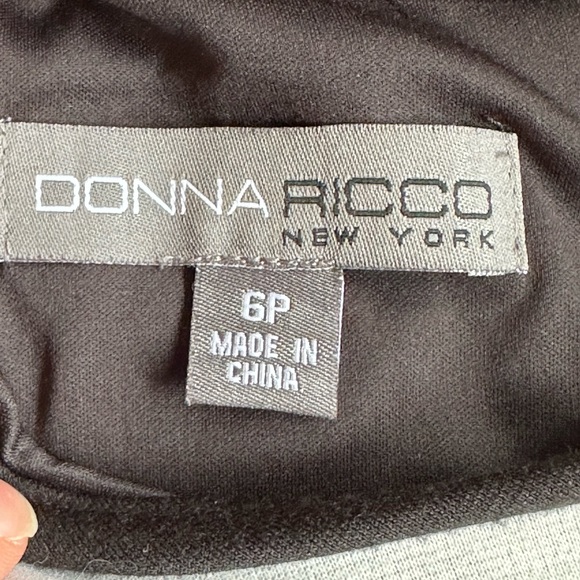 DONNA RICCO
NEW YORK
6P
MADE IN
CHINA